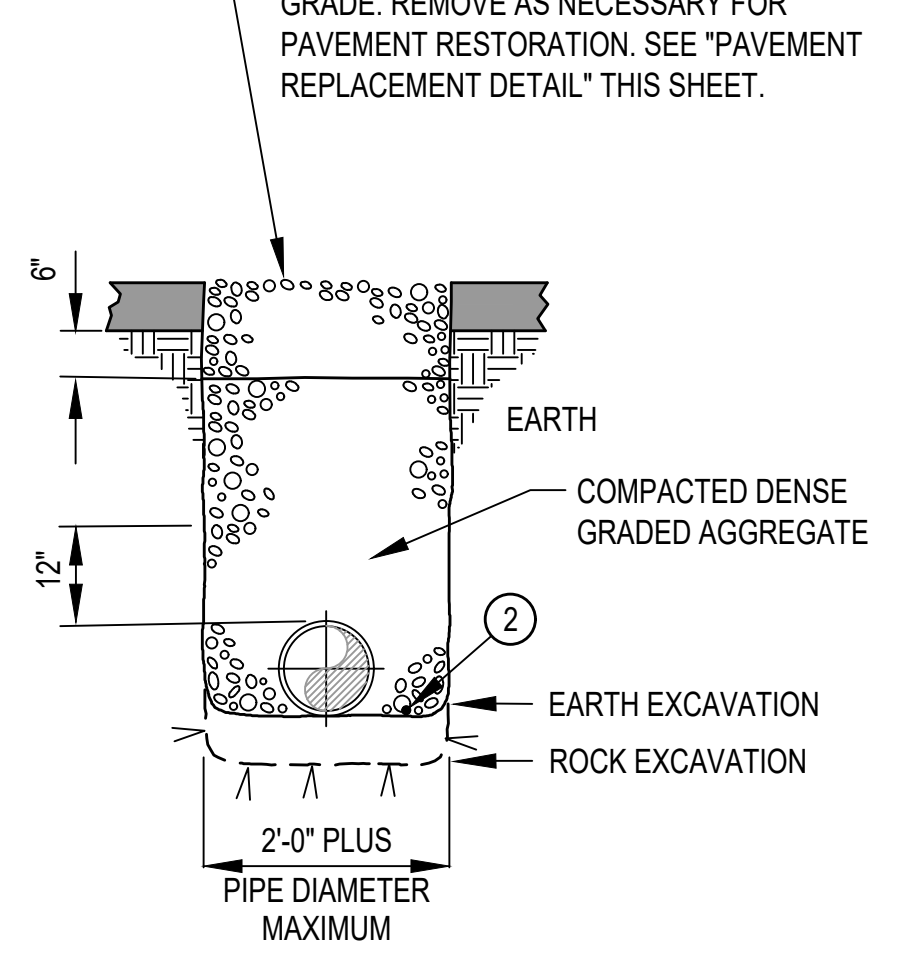 GRADE. REMOVE AS NECESSARY FOR
PAVEMENT RESTORATION. SEE "PAVEMENT
REPLACEMENT DETAIL" THIS SHEET.
6"
EARTH
COMPACTED DENSE
GRADED AGGREGATE
12"
2
EARTH EXCAVATION
ROCK EXCAVATION
2'-0" PLUS
PIPE DIAMETER
MAXIMUM